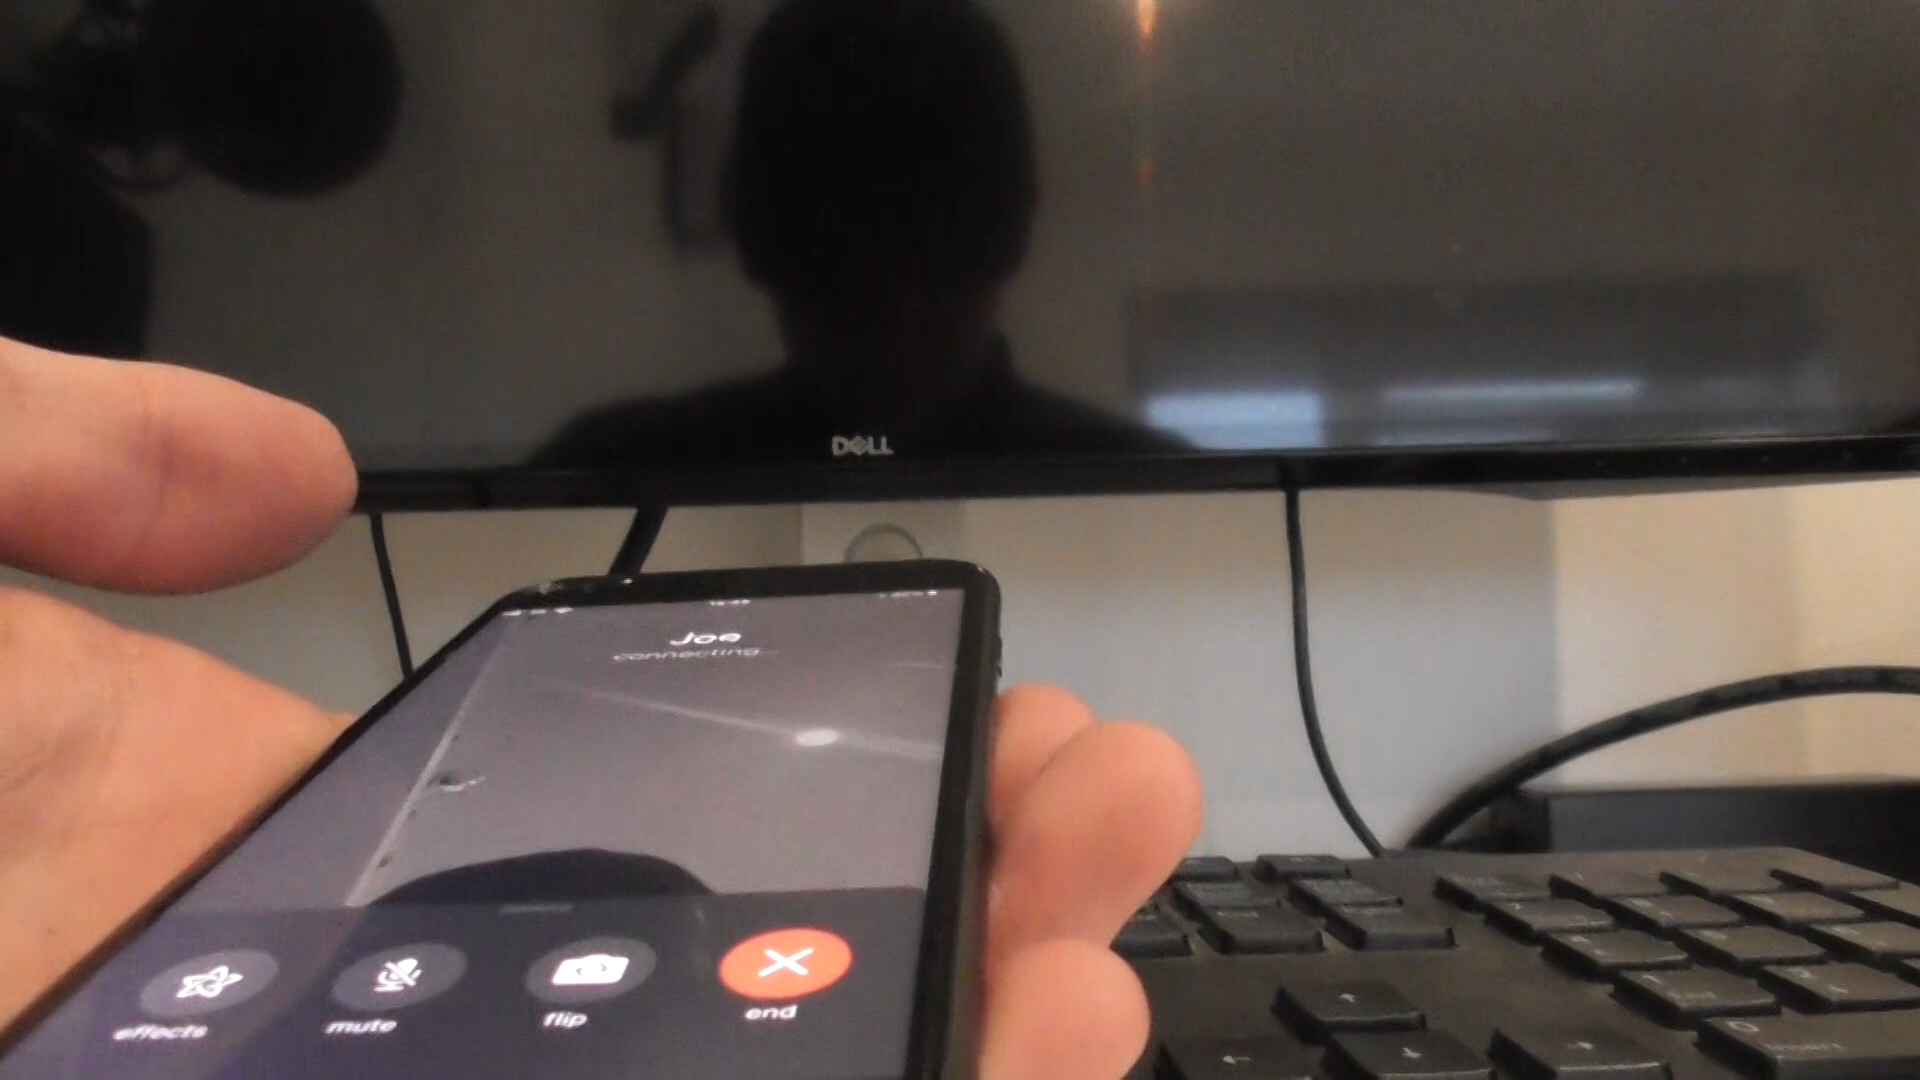 DELL
Joe
connecting...
effects
mute
flip
end